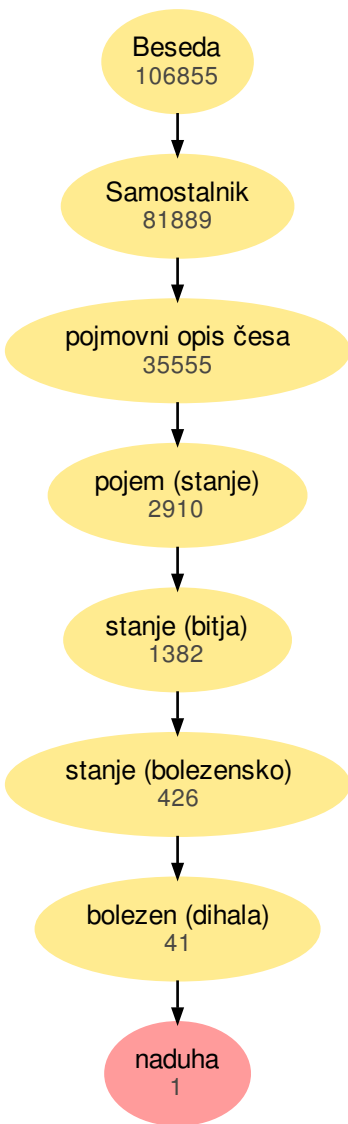 Beseda
106855
Samostalnik
81889
pojmovni opis česa
35555
pojem (stanje)
2910
stanje (bitja)
1382
stanje (bolezensko)
426
bolezen (dihala)
41
naduha
1